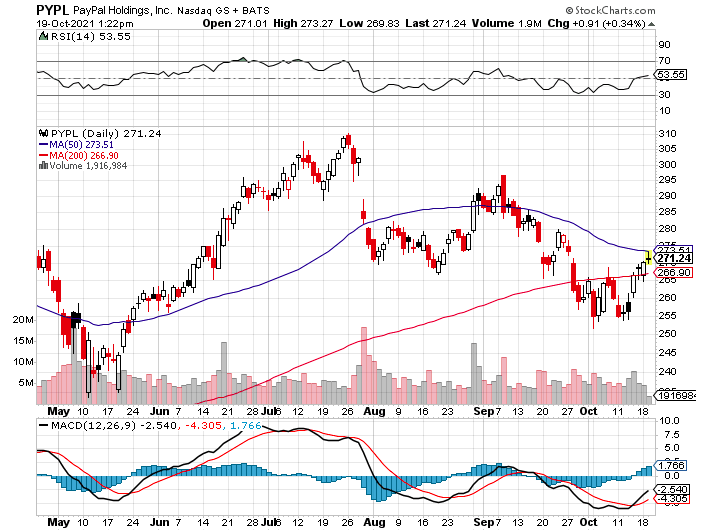 PYPL PayPal Holdings, Inc. Nasdaq GS + BATS © StockCharts.com
19-Oct-2021 1:22pm Open 271.01 High 273.27 Low 269.83 Last 271.24 Volume 1.9M Chg +0.91 (+0.34%)
RSI(14) 53.55
90
70
53.55
30
10
PYPL (Daily) 271.24
MA(50) 273.51
MA(200) 266.90
Volume 1,916,984
310
305
300
295
290
285
280
275
273.51
271.24
270
266.90
265
260
255
250
245
240
235
20M
15M
10M
5M
1916984
May 10 17 24 Jun 7 14 21 28 Jul 6 12 19 26 Aug 9 16 23 Sep 7 13 20 27 Oct 11 18
MACD(12,26,9) -2.540, -4.305, 1.766
10.0
7.5
5.0
2.5
1.766
0.0
-2.540
-4.305
-5.0
May 10 17 24 Jun 7 14 21 28 Jul 6 12 19 26 Aug 9 16 23 Sep 7 13 20 27 Oct 11 18